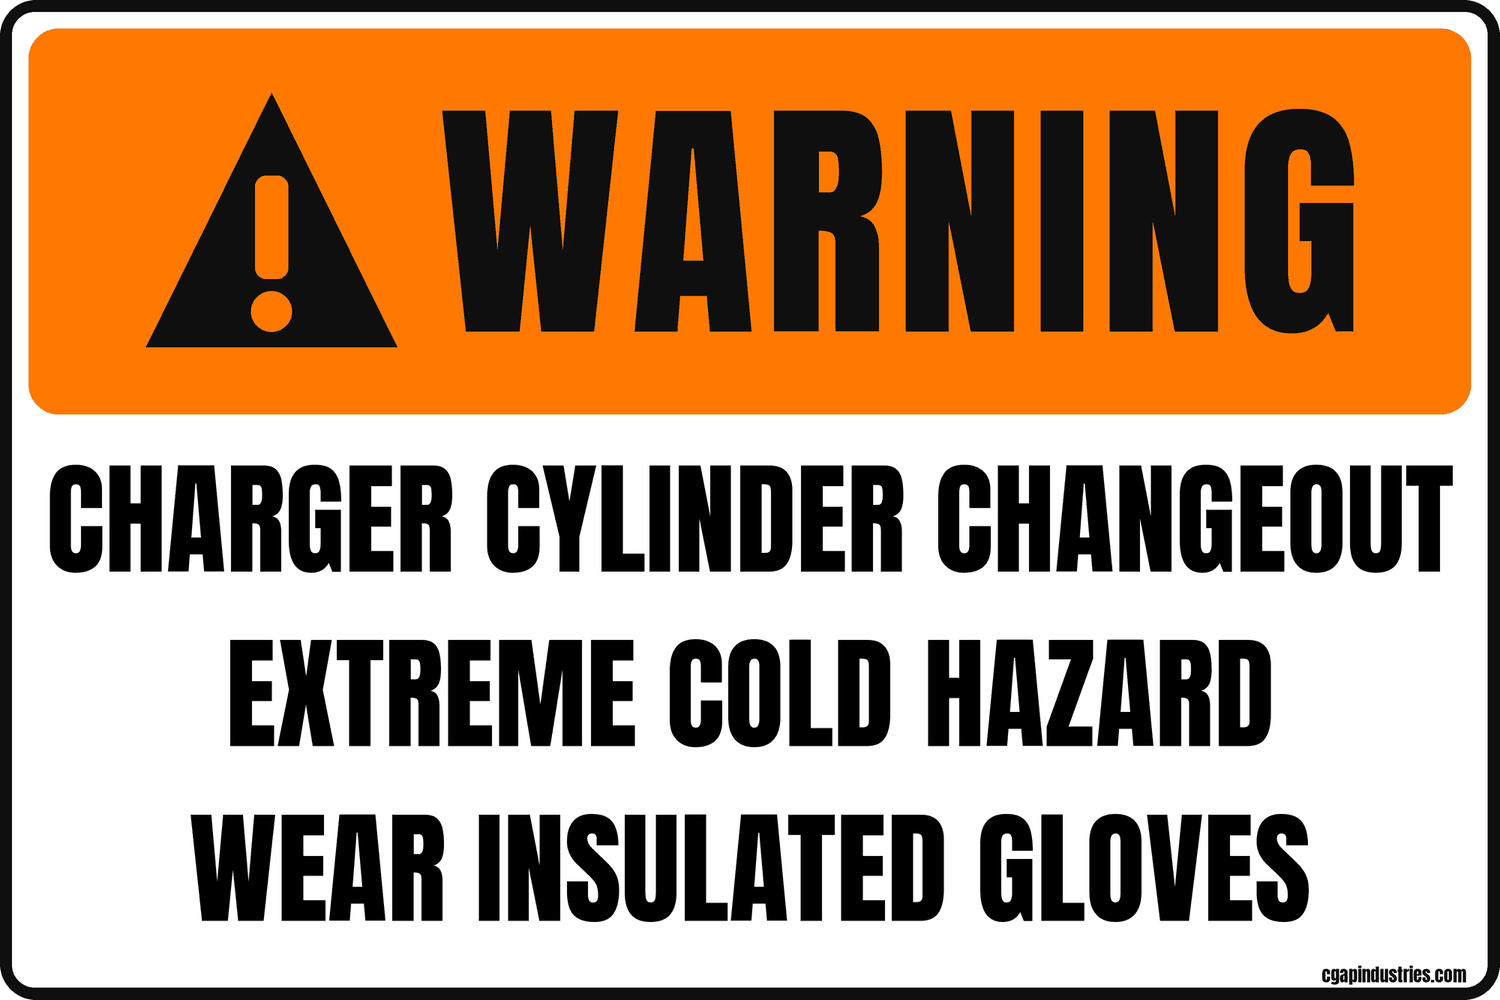 WARNING
CHARGER CYLINDER CHANGEOUT
EXTREME COLD HAZARD
WEAR INSULATED GLOVES
cgapindustries.com